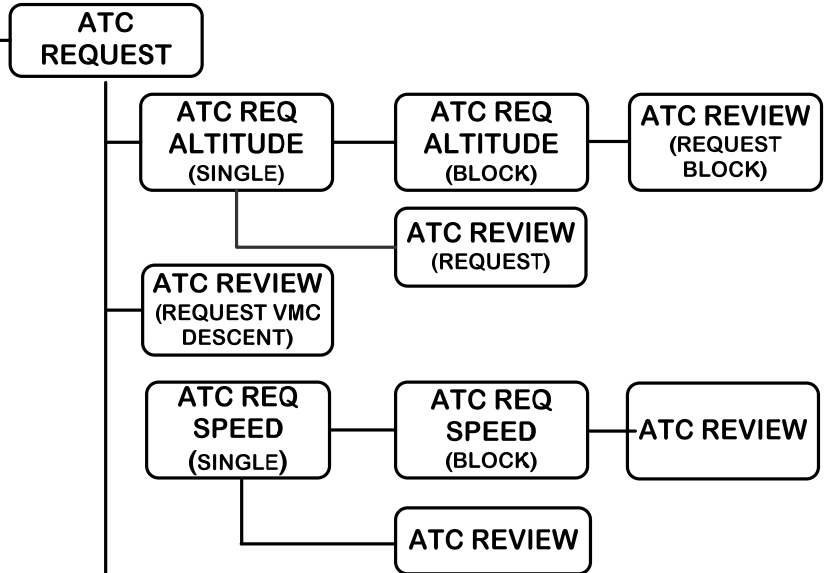 ATC
REQUEST
ATC REQ
ALTITUDE
(SINGLE)
ATC REQ
ALTITUDE
(BLOCK)
ATC REVIEW
(REQUEST
BLOCK)
ATC REVIEW
(REQUEST)
ATC REVIEW
(REQUEST VMC
DESCENT)
ATC REQ
SPEED
(SINGLE)
ATC REQ
SPEED
(BLOCK)
ATC REVIEW
ATC REVIEW